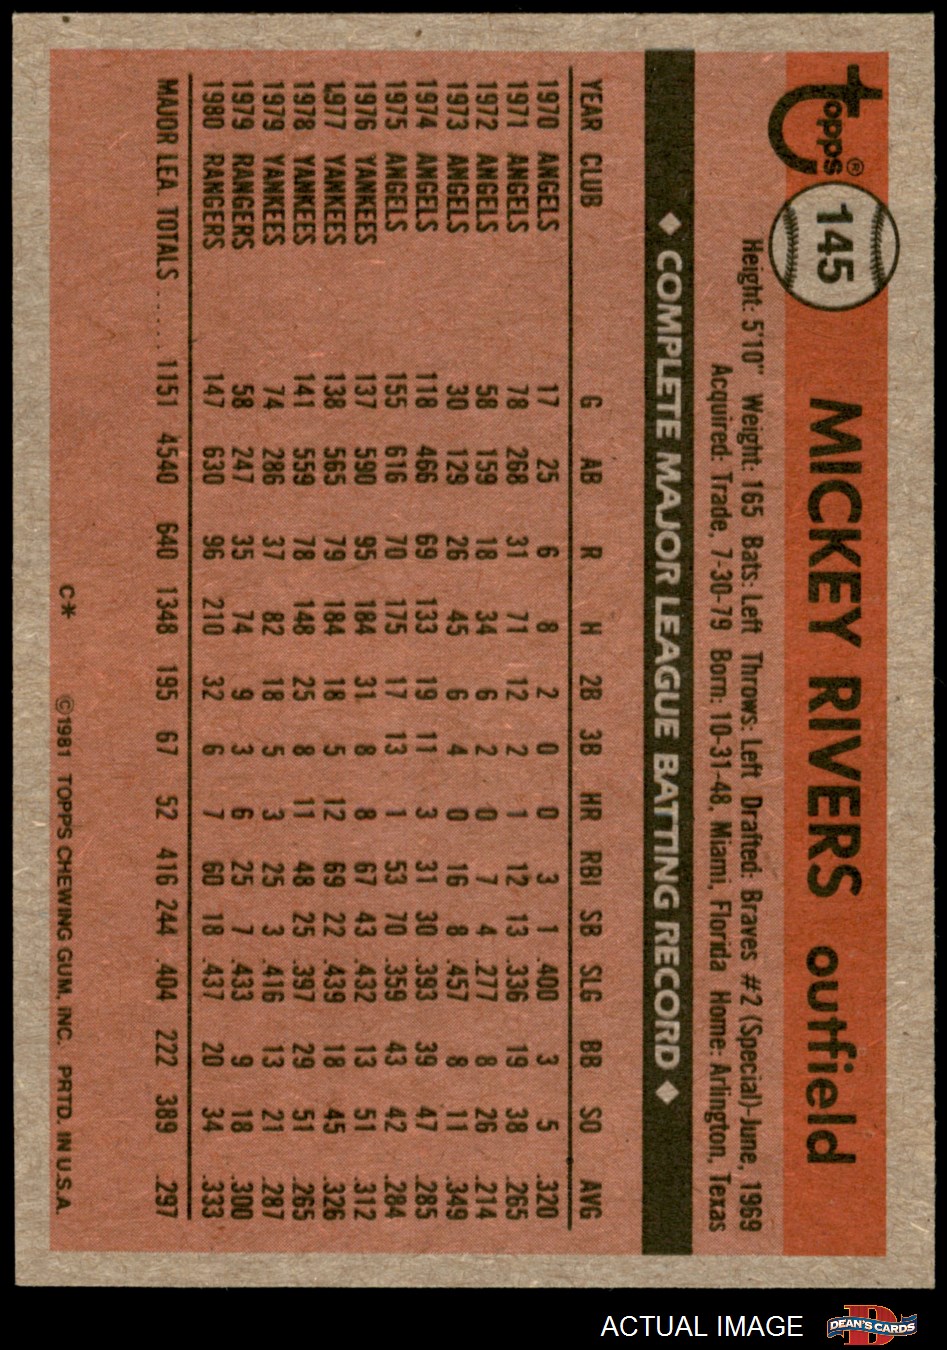 Topps® 145 MICKEY RIVERS outfield
Height: 5'10" Weight: 165 Bats: Left Throws: Left Drafted: Braves #2 (Special)-June, 1969
Acquired: Trade, 7-30-79 Born: 10-31-48, Miami, Florida Home: Arlington, Texas
◆ COMPLETE MAJOR LEAGUE BATTING RECORD ◆
YEAR CLUB G AB R H 2B 3B HR RBI SB SLG BB SO AVG
1970 ANGELS 17 25 6 8 2 0 0 3 1 .400 3 5 .320
1971 ANGELS 78 268 31 71 12 2 1 12 13 .336 19 38 .265
1972 ANGELS 58 159 18 34 6 2 0 7 4 .277 8 26 .214
1973 ANGELS 30 129 26 45 6 4 0 16 8 .457 8 11 .349
1974 ANGELS 118 466 69 133 19 11 3 31 30 .393 39 47 .285
1975 ANGELS 155 616 70 175 17 13 1 53 70 .359 43 42 .284
1976 YANKEES 137 590 95 184 31 8 8 67 43 .432 13 51 .312
1977 YANKEES 138 565 79 184 18 5 12 69 22 .439 18 45 .326
1978 YANKEES 141 559 78 148 25 8 11 48 25 .397 29 51 .265
1979 YANKEES 74 286 37 82 18 5 3 25 3 .416 13 21 .287
1979 RANGERS 58 247 35 74 9 3 6 25 7 .433 9 18 .300
1980 RANGERS 147 630 96 210 32 6 7 60 18 .437 20 34 .333
MAJOR LEA. TOTALS ..... 1151 4540 640 1348 195 67 52 416 244 .404 222 389 .297
C* ©1981 TOPPS CHEWING GUM, INC. PRTD. IN U.S.A.
ACTUAL IMAGE DEAN'S CARDS